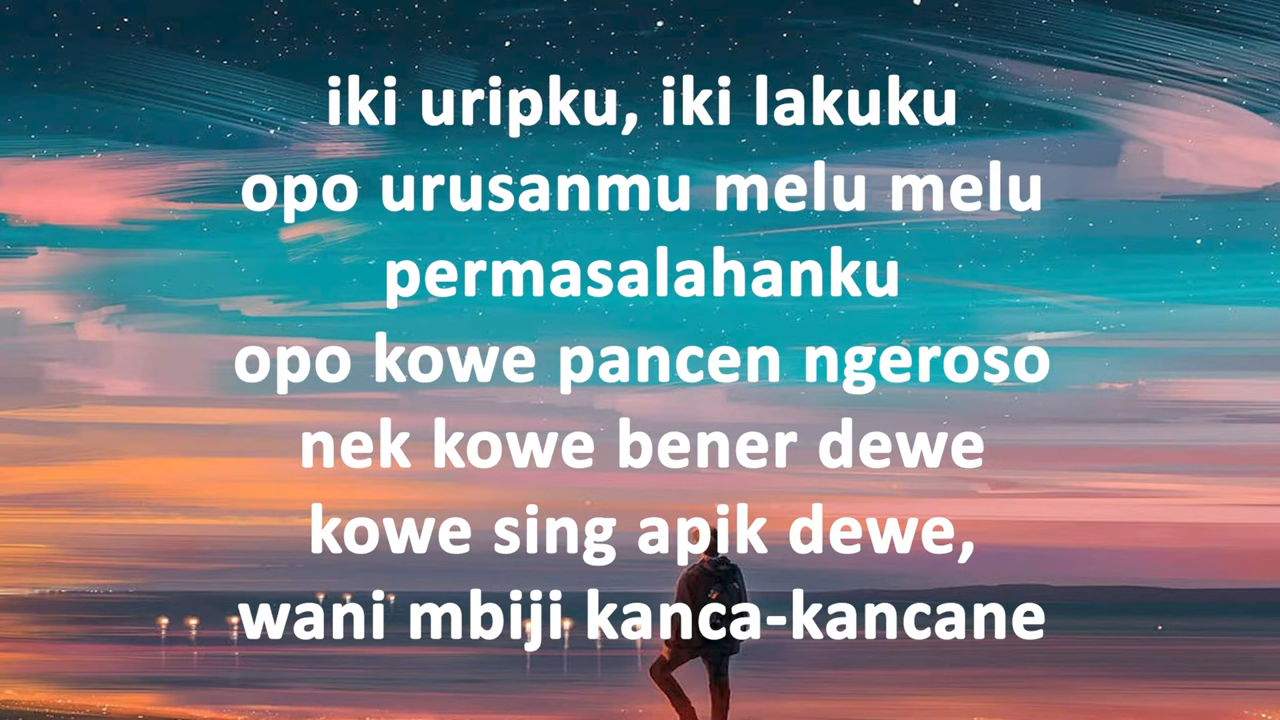 iki uripku, iki lakuku
opo urusanmu melu melu
permasalahanku
opo kowe pancen ngeroso
nek kowe bener dewe
kowe sing apik dewe,
wani mbiji kanca-kancane